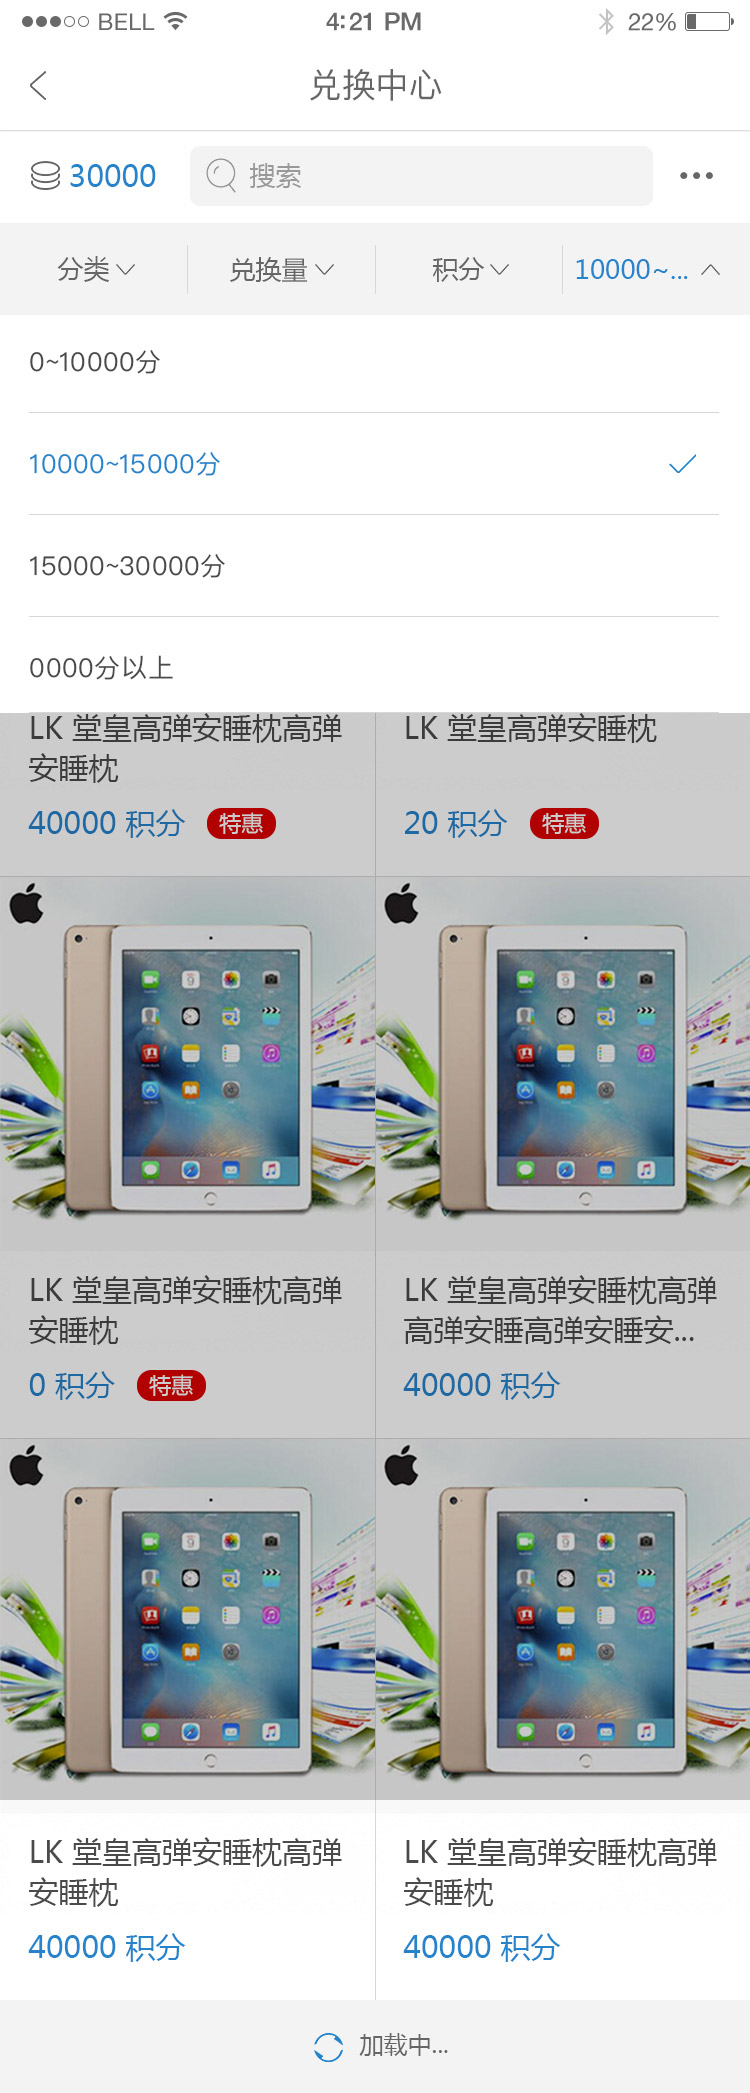 BELL 4:21 PM 22%
兑换中心
30000 搜索
分类 兑换量 积分 10000~...
0~10000分
10000~15000分
15000~30000分
0000分以上
LK 堂皇高弹安睡枕高弹
安睡枕
40000 积分 特惠
LK 堂皇高弹安睡枕
20 积分 特惠
LK 堂皇高弹安睡枕高弹
安睡枕
0 积分 特惠
LK 堂皇高弹安睡枕高弹
高弹安睡高弹安睡安...
40000 积分
LK 堂皇高弹安睡枕高弹
安睡枕
40000 积分
LK 堂皇高弹安睡枕高弹
安睡枕
40000 积分
加载中...